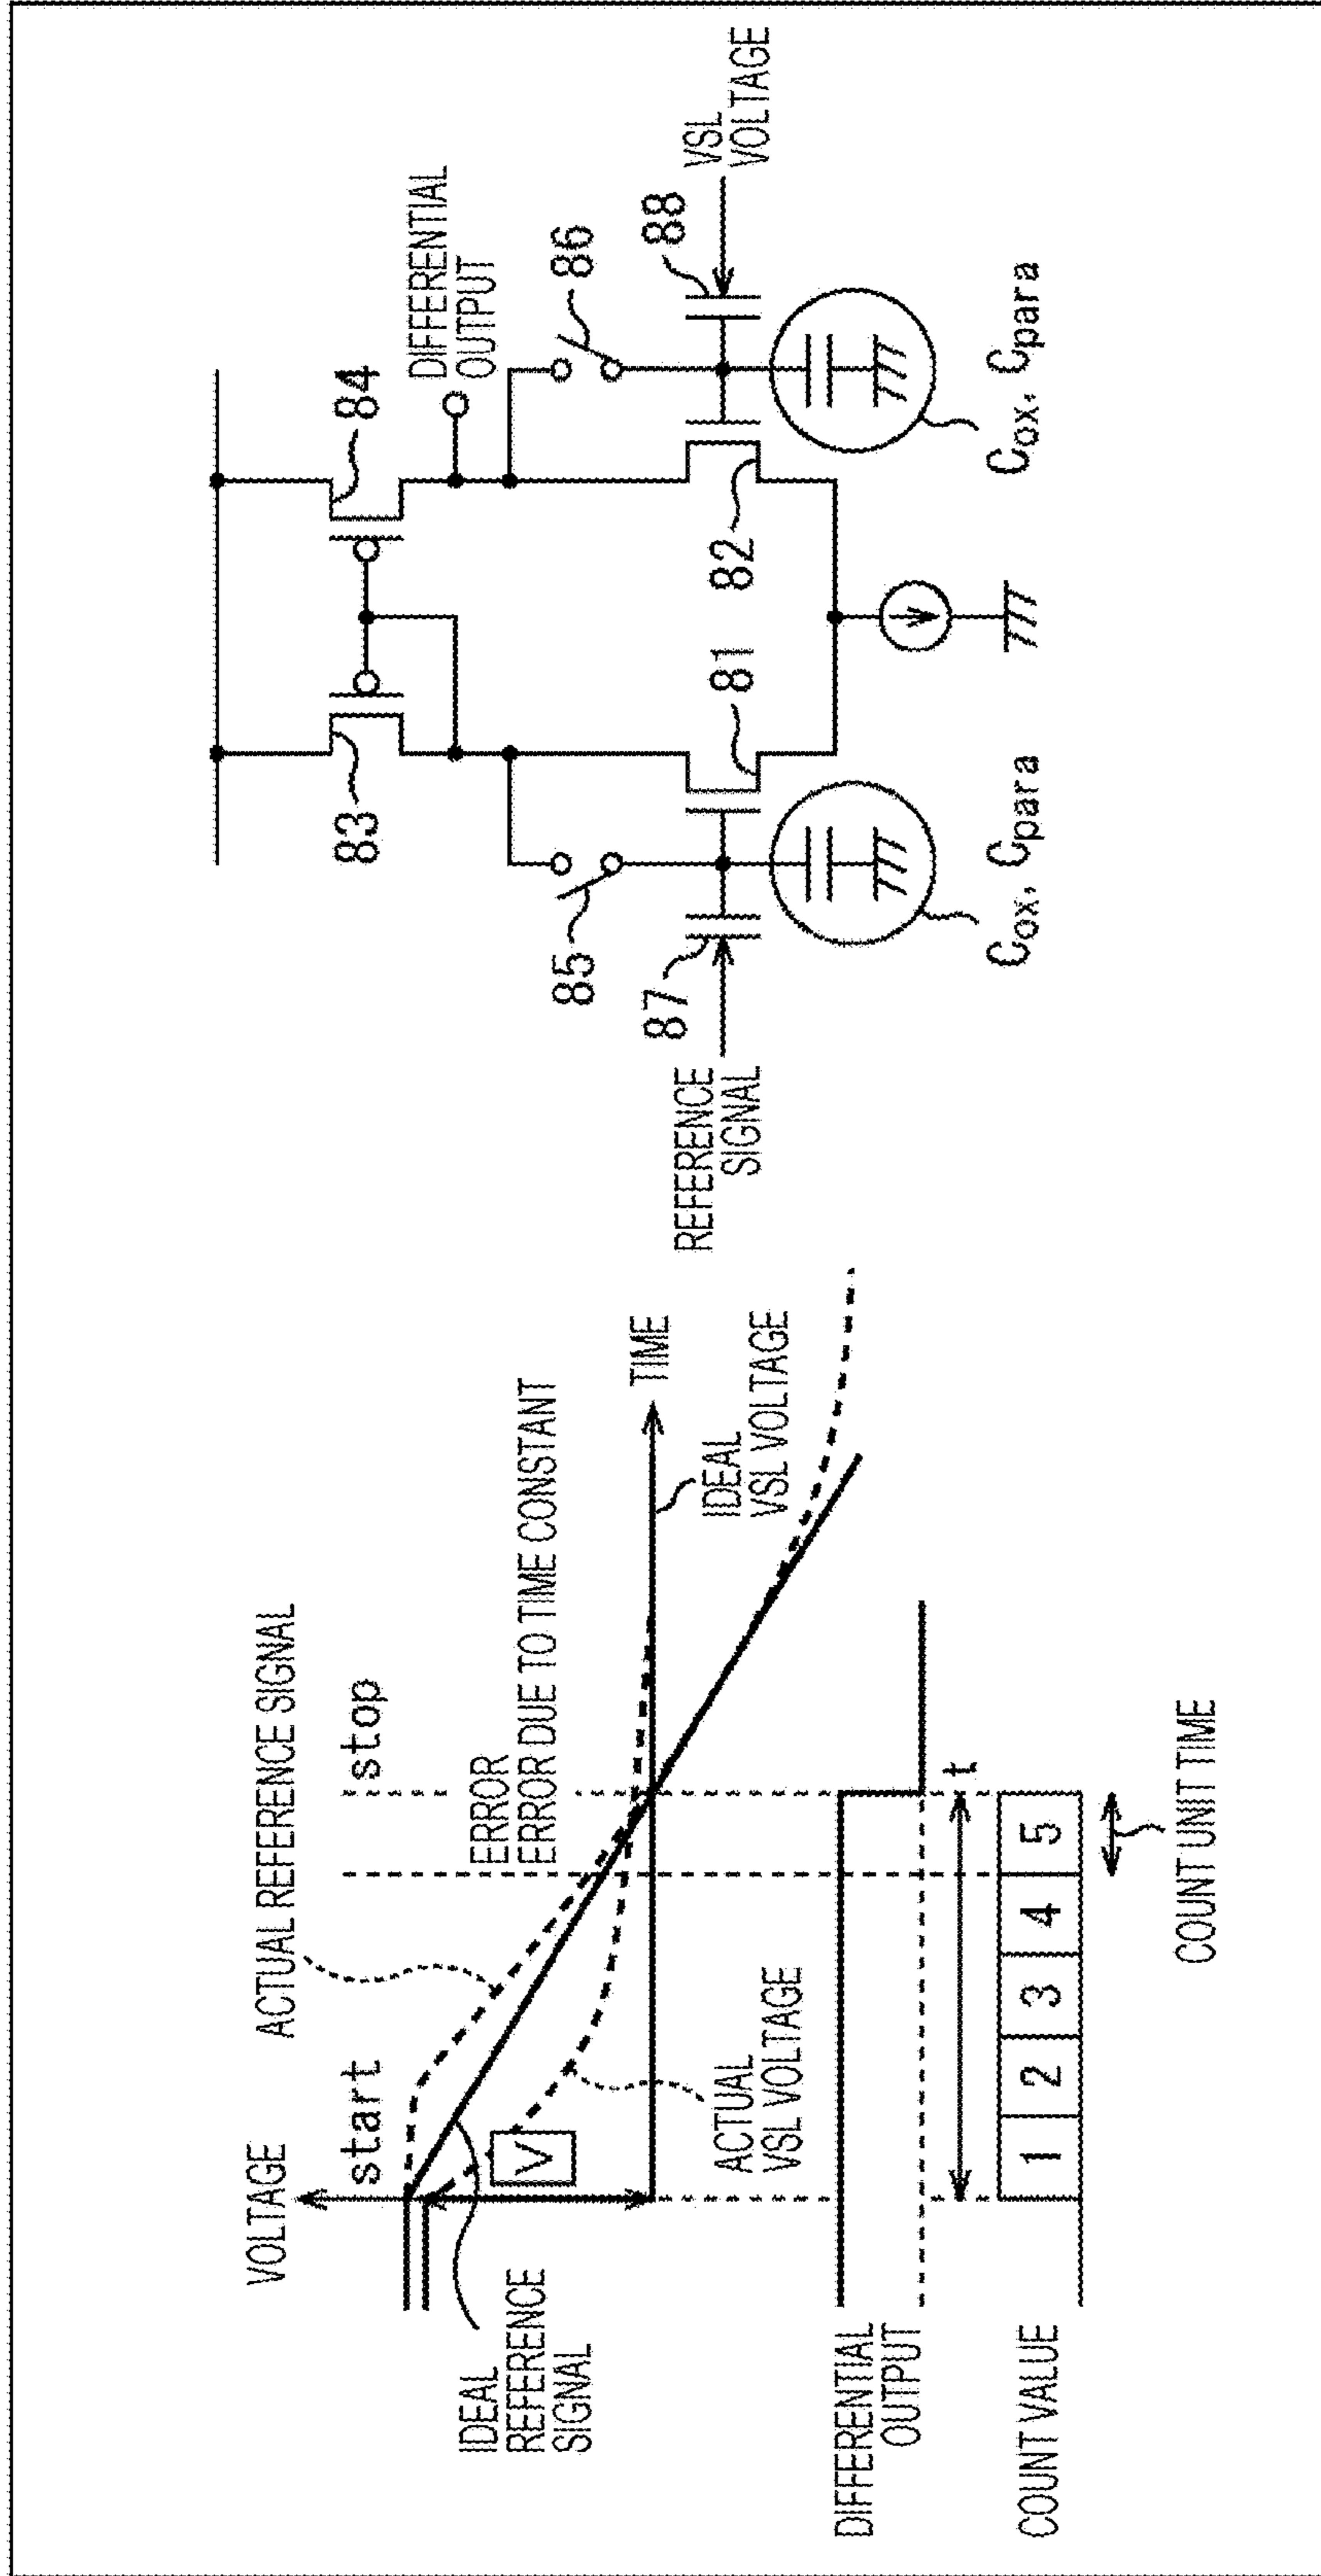 VOLTAGE
ACTUAL REFERENCE SIGNAL
start
stop
ERROR
ERROR DUE TO TIME CONSTANT
IDEAL
REFERENCE
SIGNAL
V
TIME
ACTUAL
VSL VOLTAGE
IDEAL
VSL VOLTAGE
DIFFERENTIAL
OUTPUT
t
COUNT VALUE
1 2 3 4 5
COUNT UNIT TIME
83
84
DIFFERENTIAL
OUTPUT
85
86
87
88
REFERENCE
SIGNAL
81
82
VSL
VOLTAGE
Cox, Cpara
Cox, Cpara